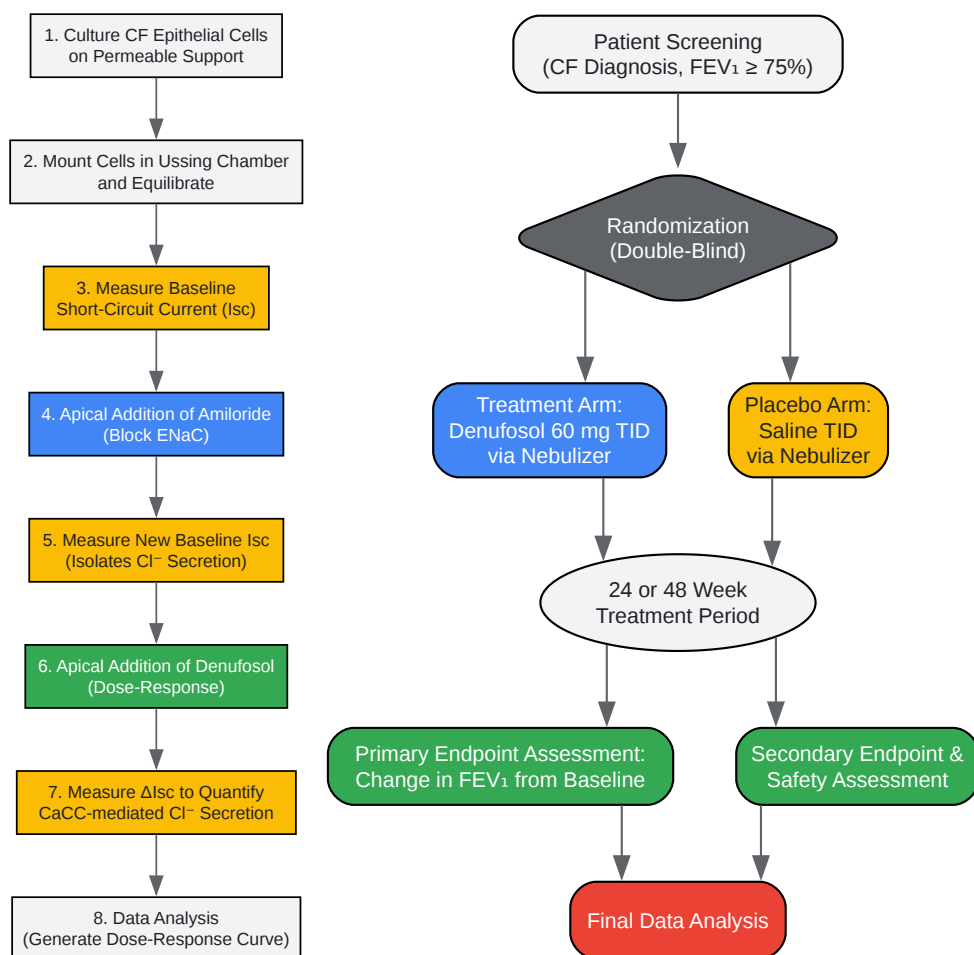 1. Culture CF Epithelial Cells
on Permeable Support
2. Mount Cells in Ussing Chamber
and Equilibrate
3. Measure Baseline
Short-Circuit Current (Isc)
4. Apical Addition of Amiloride
(Block ENaC)
5. Measure New Baseline Isc
(Isolates Cl⁻ Secretion)
6. Apical Addition of Denufosol
(Dose-Response)
7. Measure ΔIsc to Quantify
CaCC-mediated Cl⁻ Secretion
8. Data Analysis
(Generate Dose-Response Curve)
Patient Screening
(CF Diagnosis, FEV₁ ≥ 75%)
Randomization
(Double-Blind)
Treatment Arm:
Denufosol 60 mg TID
via Nebulizer
Placebo Arm:
Saline TID
via Nebulizer
24 or 48 Week
Treatment Period
Primary Endpoint Assessment:
Change in FEV₁ from Baseline
Secondary Endpoint &
Safety Assessment
Final Data Analysis